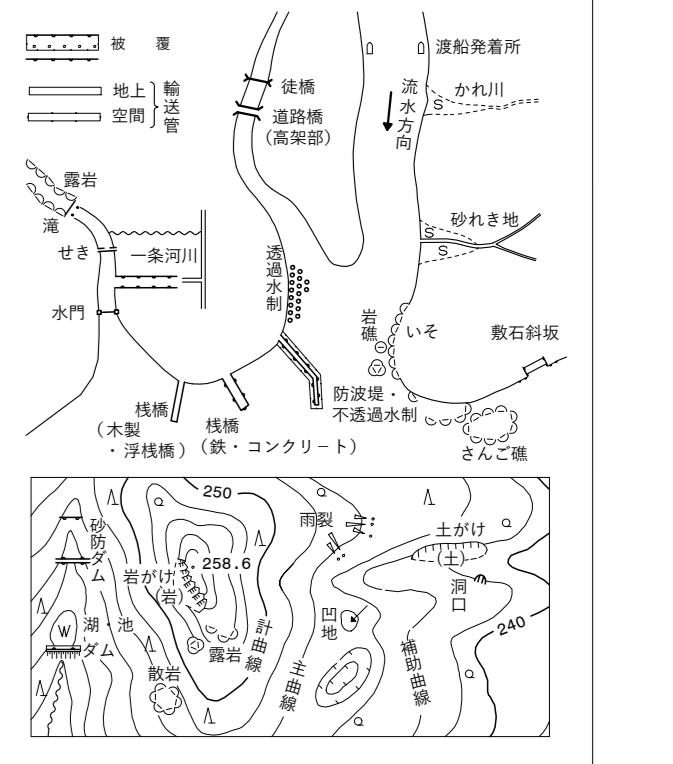 被　覆
地上
空間
輸送管
徒橋
道路橋
（高架部）
渡船発着所
流水方向
かれ川
S
露岩
滝
せき
一条河川
水門
透過水制
砂れき地
S
S
岩礁
いそ
敷石斜坂
防波堤・
不透過水制
さんご礁
桟橋
（木製
・浮桟橋）
桟橋
（鉄・コンクリート）
250
砂防ダム
258.6
岩がけ
（岩）
湖・池
W
ダム
散岩
露岩
計曲線
主曲線
雨裂
凹地
土がけ
（土）
洞口
補助曲線
240